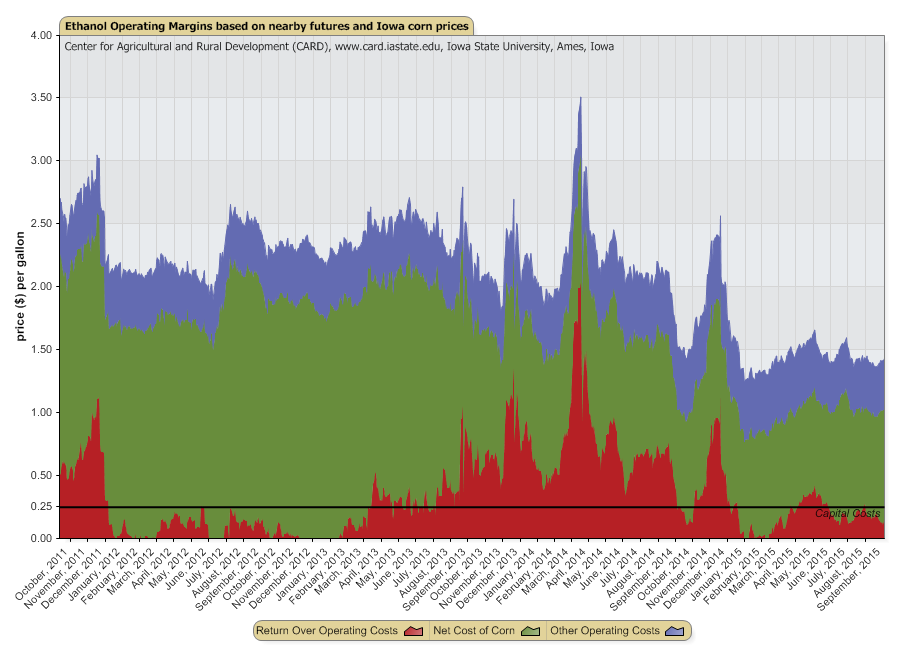 Ethanol Operating Margins based on nearby futures and Iowa corn prices
Center for Agricultural and Rural Development (CARD), www.card.iastate.edu, Iowa State University, Ames, Iowa
price ($) per gallon
4.00
3.50
3.00
2.50
2.00
1.50
1.00
0.50
0.25
0.00
Capital Costs
October, 2011
November, 2011
December, 2011
January, 2012
February, 2012
March, 2012
April, 2012
May, 2012
June, 2012
July, 2012
August, 2012
September, 2012
October, 2012
November, 2012
December, 2012
January, 2013
February, 2013
March, 2013
April, 2013
May, 2013
June, 2013
July, 2013
August, 2013
September, 2013
October, 2013
November, 2013
December, 2013
January, 2014
February, 2014
March, 2014
April, 2014
May, 2014
June, 2014
July, 2014
August, 2014
September, 2014
October, 2014
November, 2014
December, 2014
January, 2015
February, 2015
March, 2015
April, 2015
May, 2015
June, 2015
July, 2015
August, 2015
September, 2015
Return Over Operating Costs Net Cost of Corn Other Operating Costs